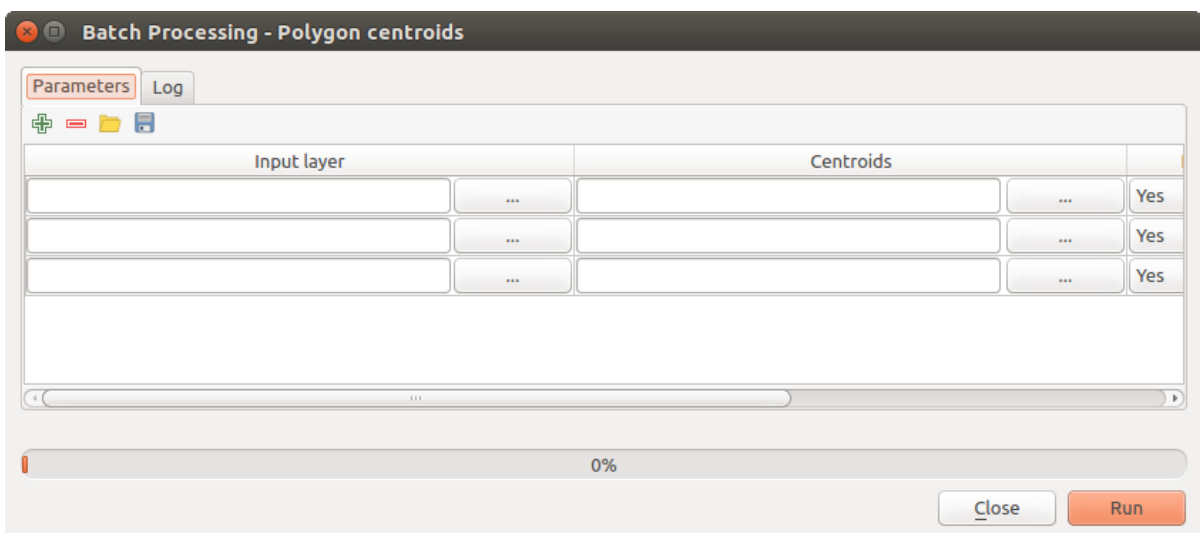 Batch Processing - Polygon centroids
Parameters Log
Input layer Centroids
... ... Yes
... ... Yes
... ... Yes
0%
Close Run